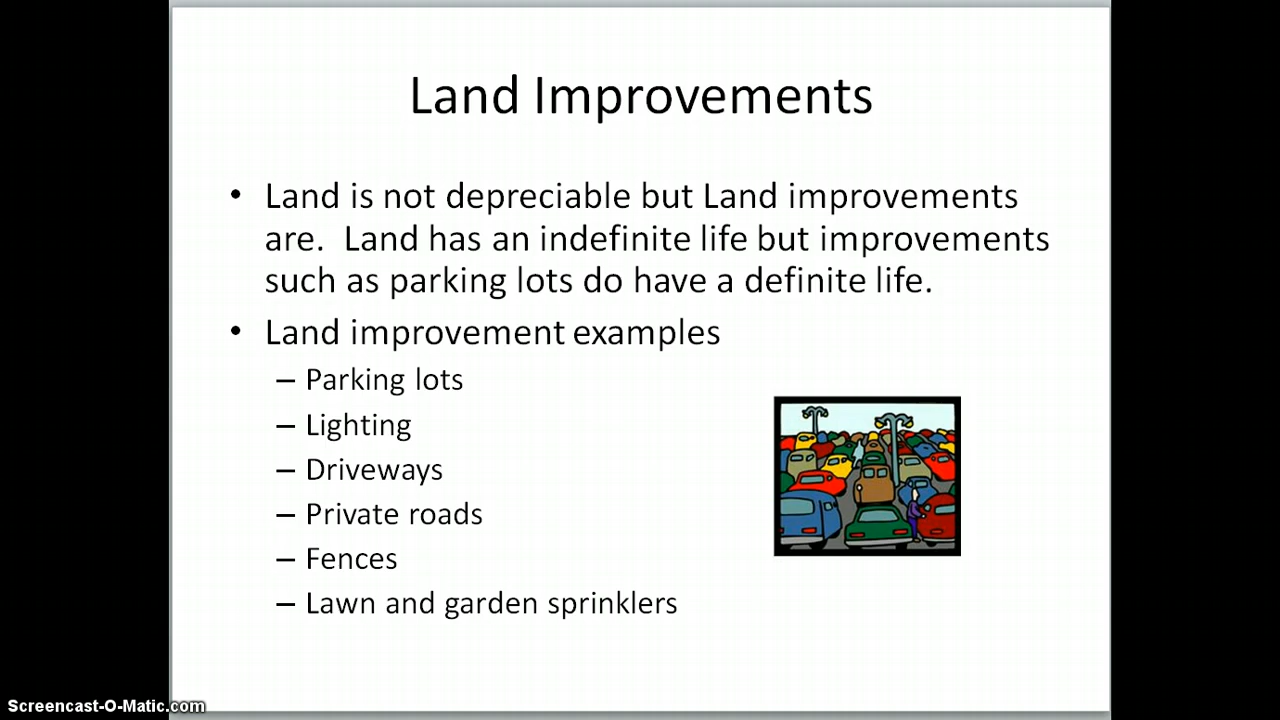 Land Improvements
• Land is not depreciable but Land improvements
are.  Land has an indefinite life but improvements
such as parking lots do have a definite life.
• Land improvement examples
– Parking lots
– Lighting
– Driveways
– Private roads
– Fences
– Lawn and garden sprinklers
Screencast-O-Matic.com